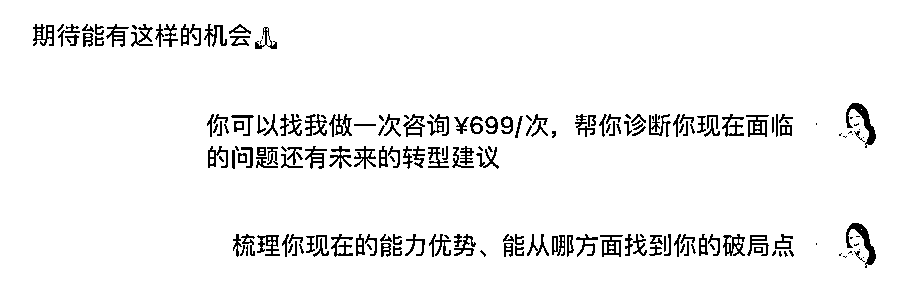 期待能有这样的机会🙏
你可以找我做一次咨询¥699/次，帮你诊断你现在面临
的问题还有未来的转型建议
梳理你现在的能力优势、能从哪方面找到你的破局点